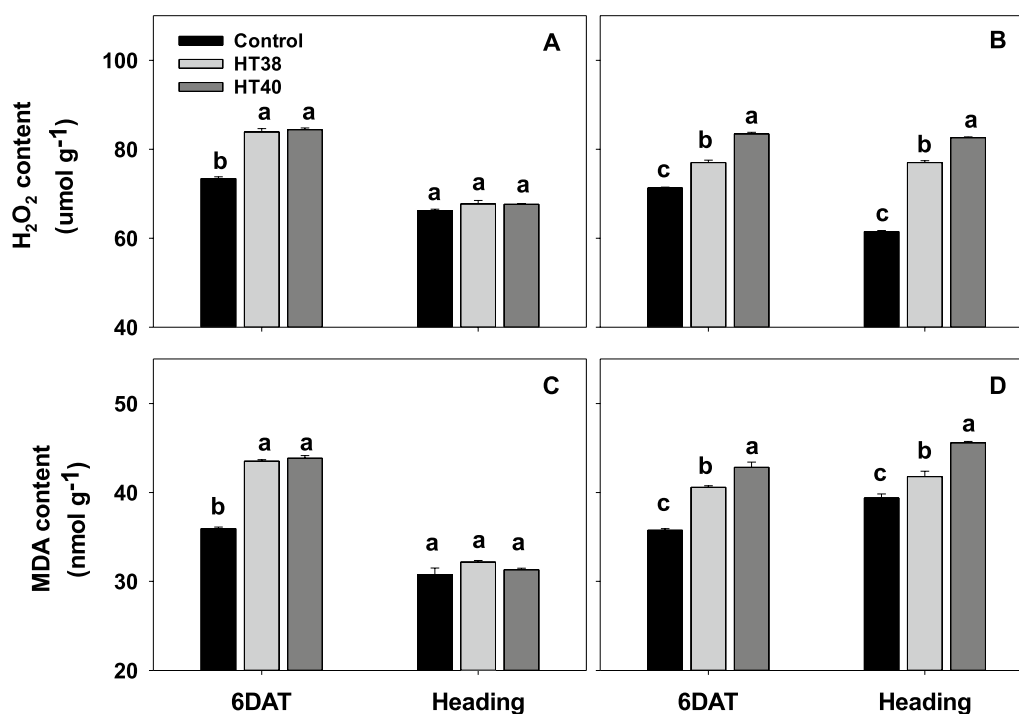 Control
HT38
HT40
A
B
100
80
60
40
H₂O₂ content
(umol g⁻¹)
b
a
a
a
a
a
c
b
a
c
b
a
C
D
50
40
30
20
MDA content
(nmol g⁻¹)
b
a
a
a
a
a
c
b
a
c
b
a
6DAT
Heading
6DAT
Heading